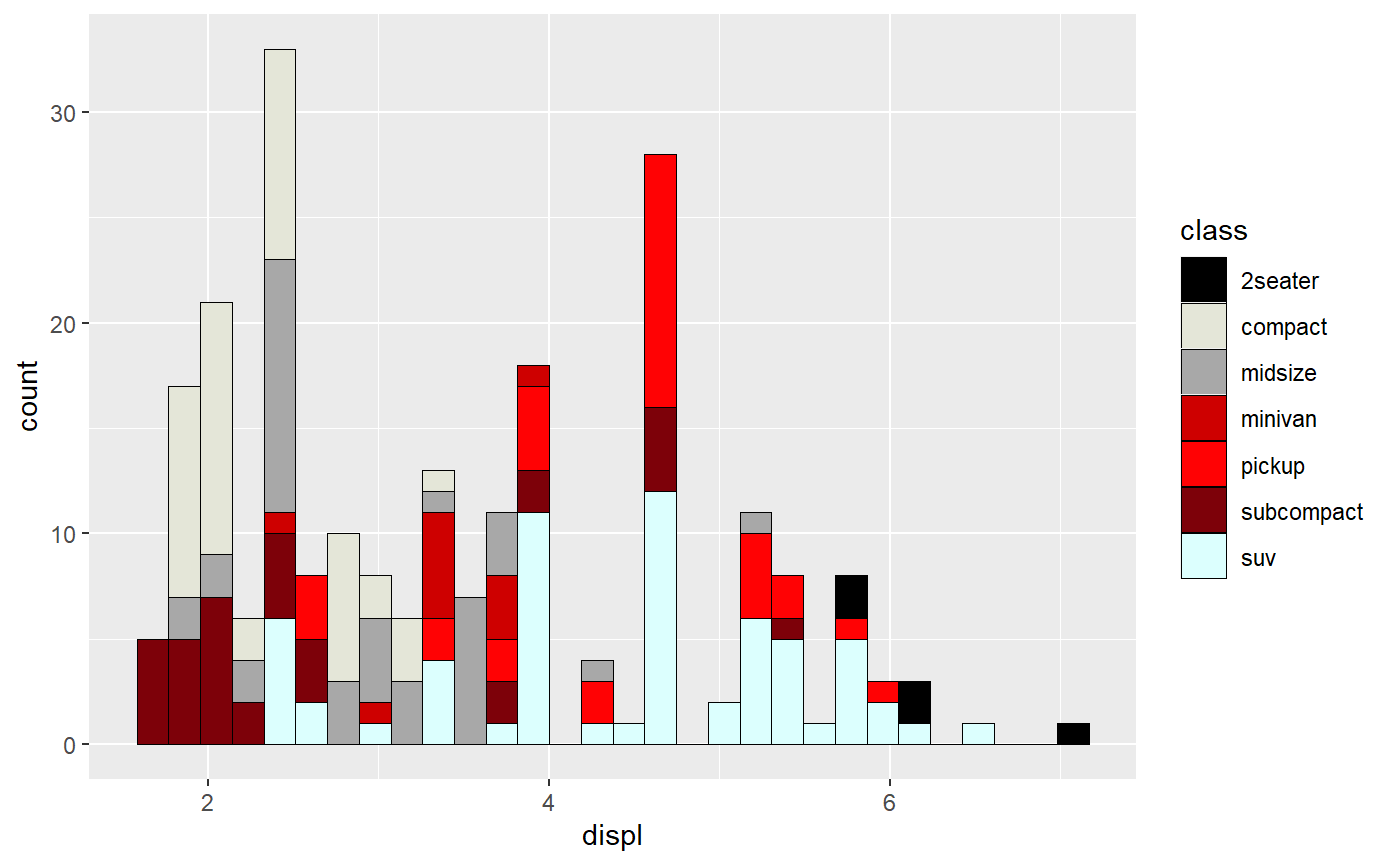 30
20
10
0
count
2
4
6
displ
class
2seater
compact
midsize
minivan
pickup
subcompact
suv